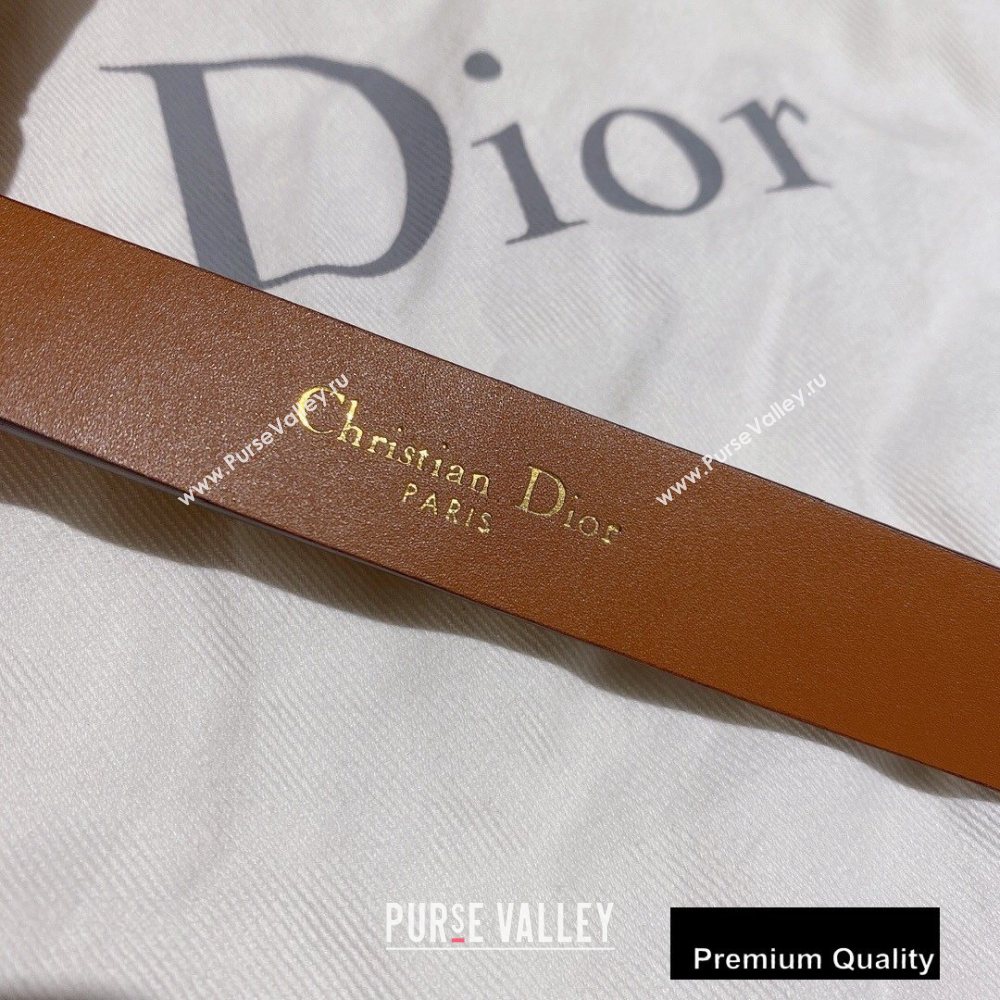 Dior
Christian Dior
PARIS
www.PurseValley.ru
www.PurseValley.ru
PURSE VALLEY
Premium Quality